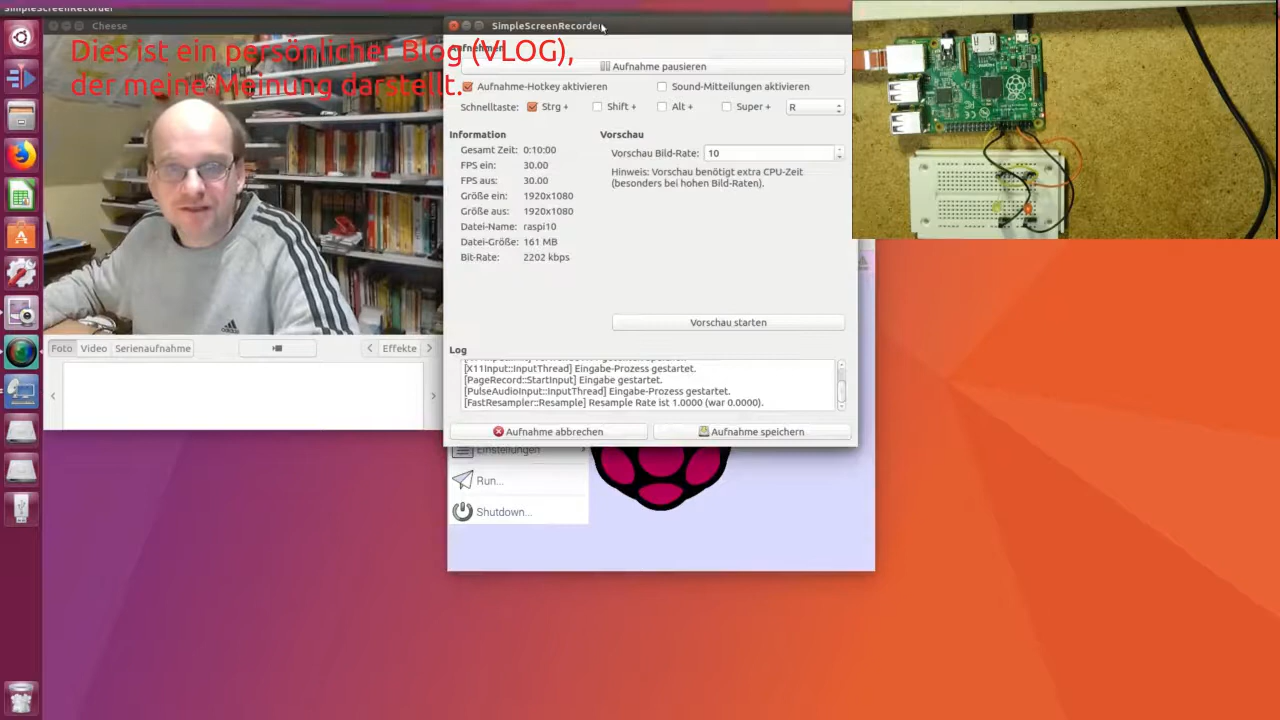 SimpleScreenRecorder
Cheese
SimpleScreenRecorder
Dies ist ein persönlicher Blog (VLOG),
der meine Meinung darstellt.
Aufnehmen
Aufnahme pausieren
Aufnahme-Hotkey aktivieren
Sound-Mitteilungen aktivieren
Schnelltaste: Strg + Shift + Alt + Super + R
Information
Gesamt Zeit: 0:10:00
FPS ein: 30.00
FPS aus: 30.00
Größe ein: 1920x1080
Größe aus: 1920x1080
Datei-Name: raspi10
Datei-Größe: 161 MB
Bit-Rate: 2202 kbps
Vorschau
Vorschau Bild-Rate: 10
Hinweis: Vorschau benötigt extra CPU-Zeit
(besonders bei hohen Bild-Raten).
Vorschau starten
Log
[X11Input::InputThread] Eingabe-Prozess gestartet.
[PageRecord::StartInput] Eingabe gestartet.
[PulseAudioInput::InputThread] Eingabe-Prozess gestartet.
[FastResampler::Resample] Resample Rate ist 1.0000 (war 0.0000).
Aufnahme abbrechen
Aufnahme speichern
Foto Video Serienaufnahme
Effekte
adidas
Einstellungen
Run...
Shutdown...